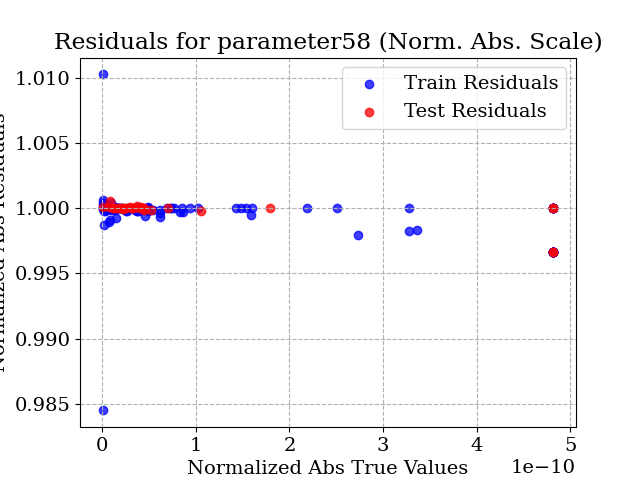 Residuals for parameter58 (Norm. Abs. Scale)
Train Residuals
Test Residuals
1.010
1.005
1.000
0.995
0.990
0.985
Normalized Abs Residuals
0 1 2 3 4 5
1e−10
Normalized Abs True Values